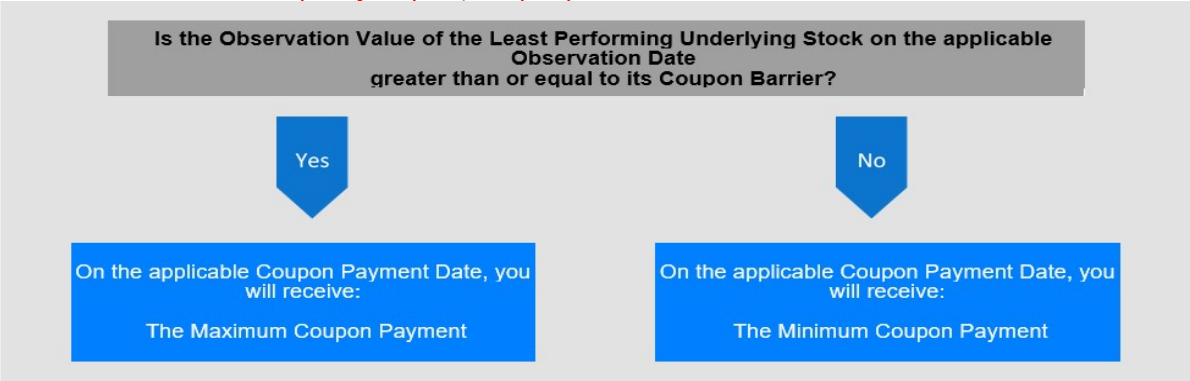 Is the Observation Value of the Least Performing Underlying Stock on the applicable
Observation Date
greater than or equal to its Coupon Barrier?
Yes
No
On the applicable Coupon Payment Date, you
will receive:
The Maximum Coupon Payment
On the applicable Coupon Payment Date, you
will receive:
The Minimum Coupon Payment